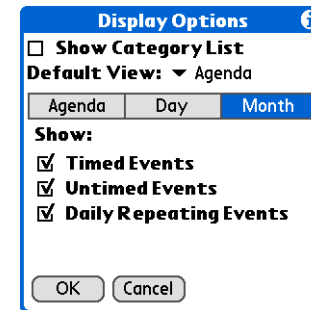 Display Options i
Show Category List
Default View: Agenda
Agenda Day Month
Show:
Timed Events
Untimed Events
Daily Repeating Events
OK Cancel